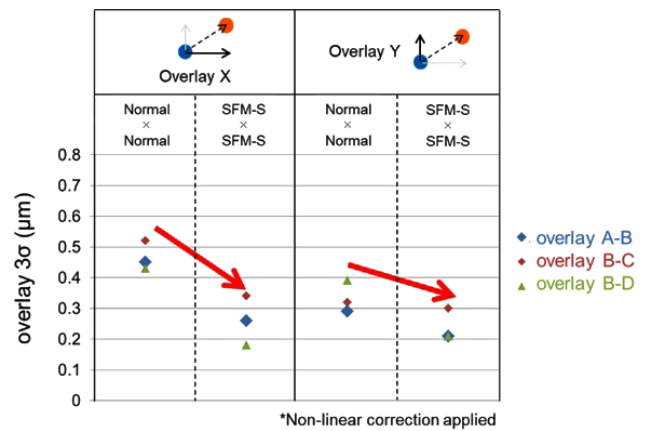 Overlay X
Overlay Y
Normal
×
Normal
SFM-S
×
SFM-S
Normal
×
Normal
SFM-S
×
SFM-S
overlay 3σ (μm)
0.8
0.7
0.6
0.5
0.4
0.3
0.2
0.1
0
overlay A-B
overlay B-C
overlay B-D
*Non-linear correction applied